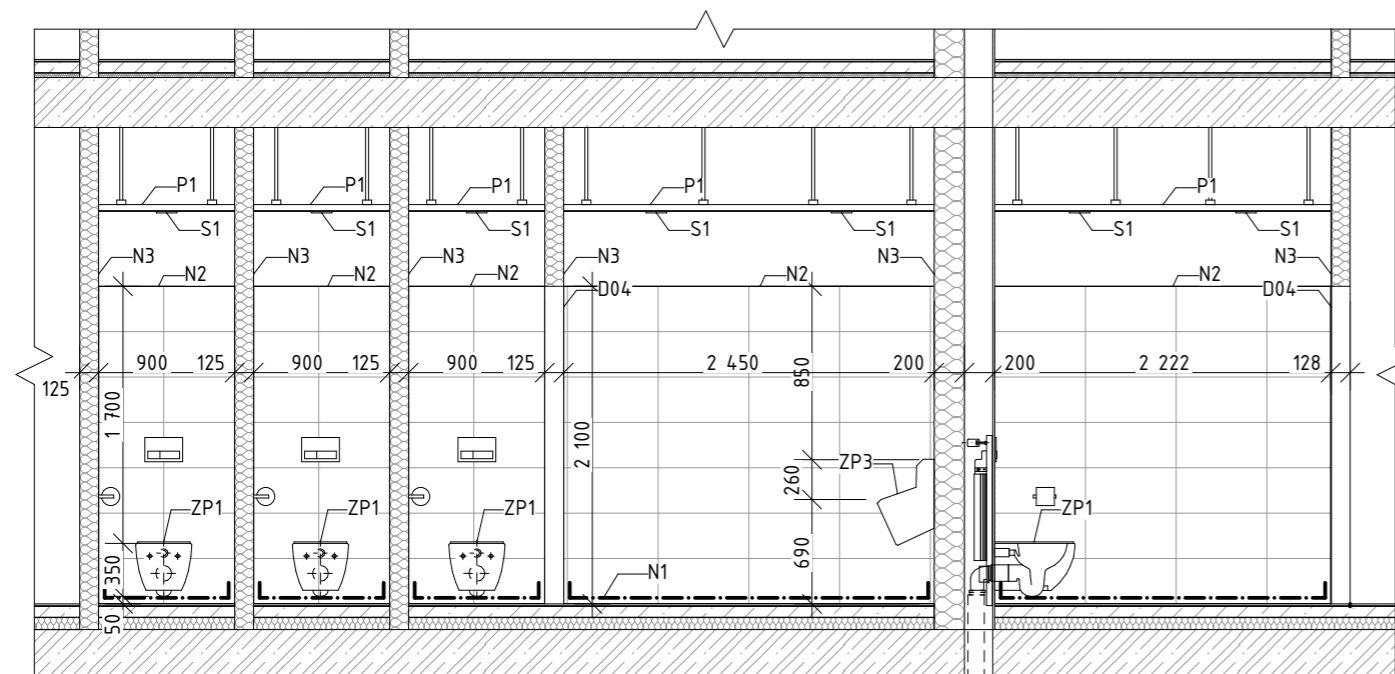 P1 P1 P1 P1 P1
S1 S1 S1 S1 S1 S1 S1
N3 N3 N3 N3 N3 N3
N2 N2 N2 N2 N2
D04 D04
125 900 125 900 125 900 125 2 450 200 200 2 222 128
1 700
850
2 100
ZP3
260
ZP1 ZP1 ZP1 ZP1
690
350
N1
50